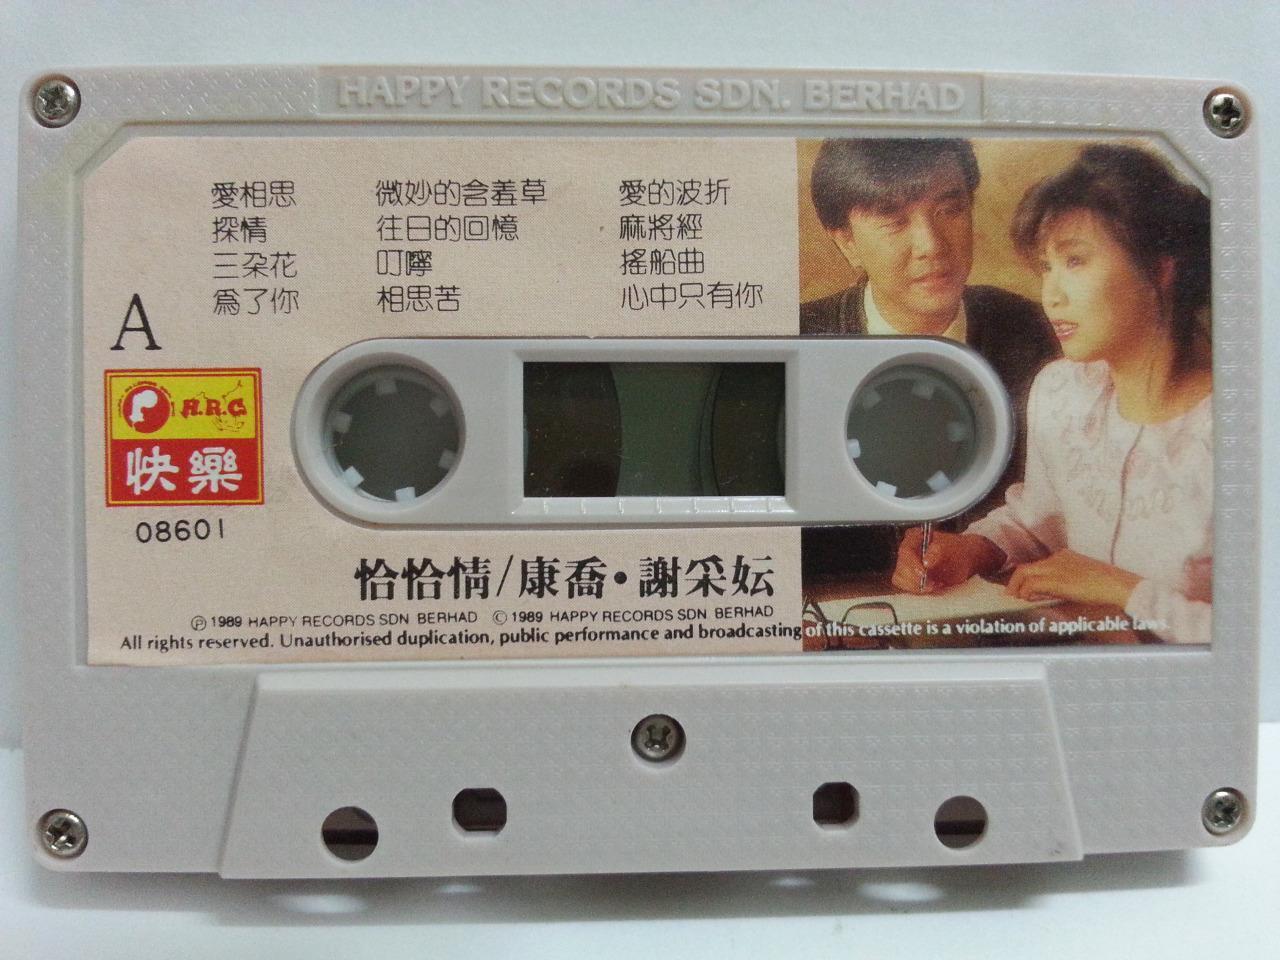 HAPPY RECORDS SDN. BERHAD
愛相思 微妙的含羞草 愛的波折
探情 往日的回憶 麻將經
三朵花 叮嚀 搖船曲
為了你 相思苦 心中只有你
A
H.R.C.
快樂
08601
恰恰情/康喬・謝采妘
Ⓟ 1989 HAPPY RECORDS SDN BERHAD © 1989 HAPPY RECORDS SDN BERHAD
All rights reserved. Unauthorised duplication, public performance and broadcasting of this cassette is a violation of applicable laws.